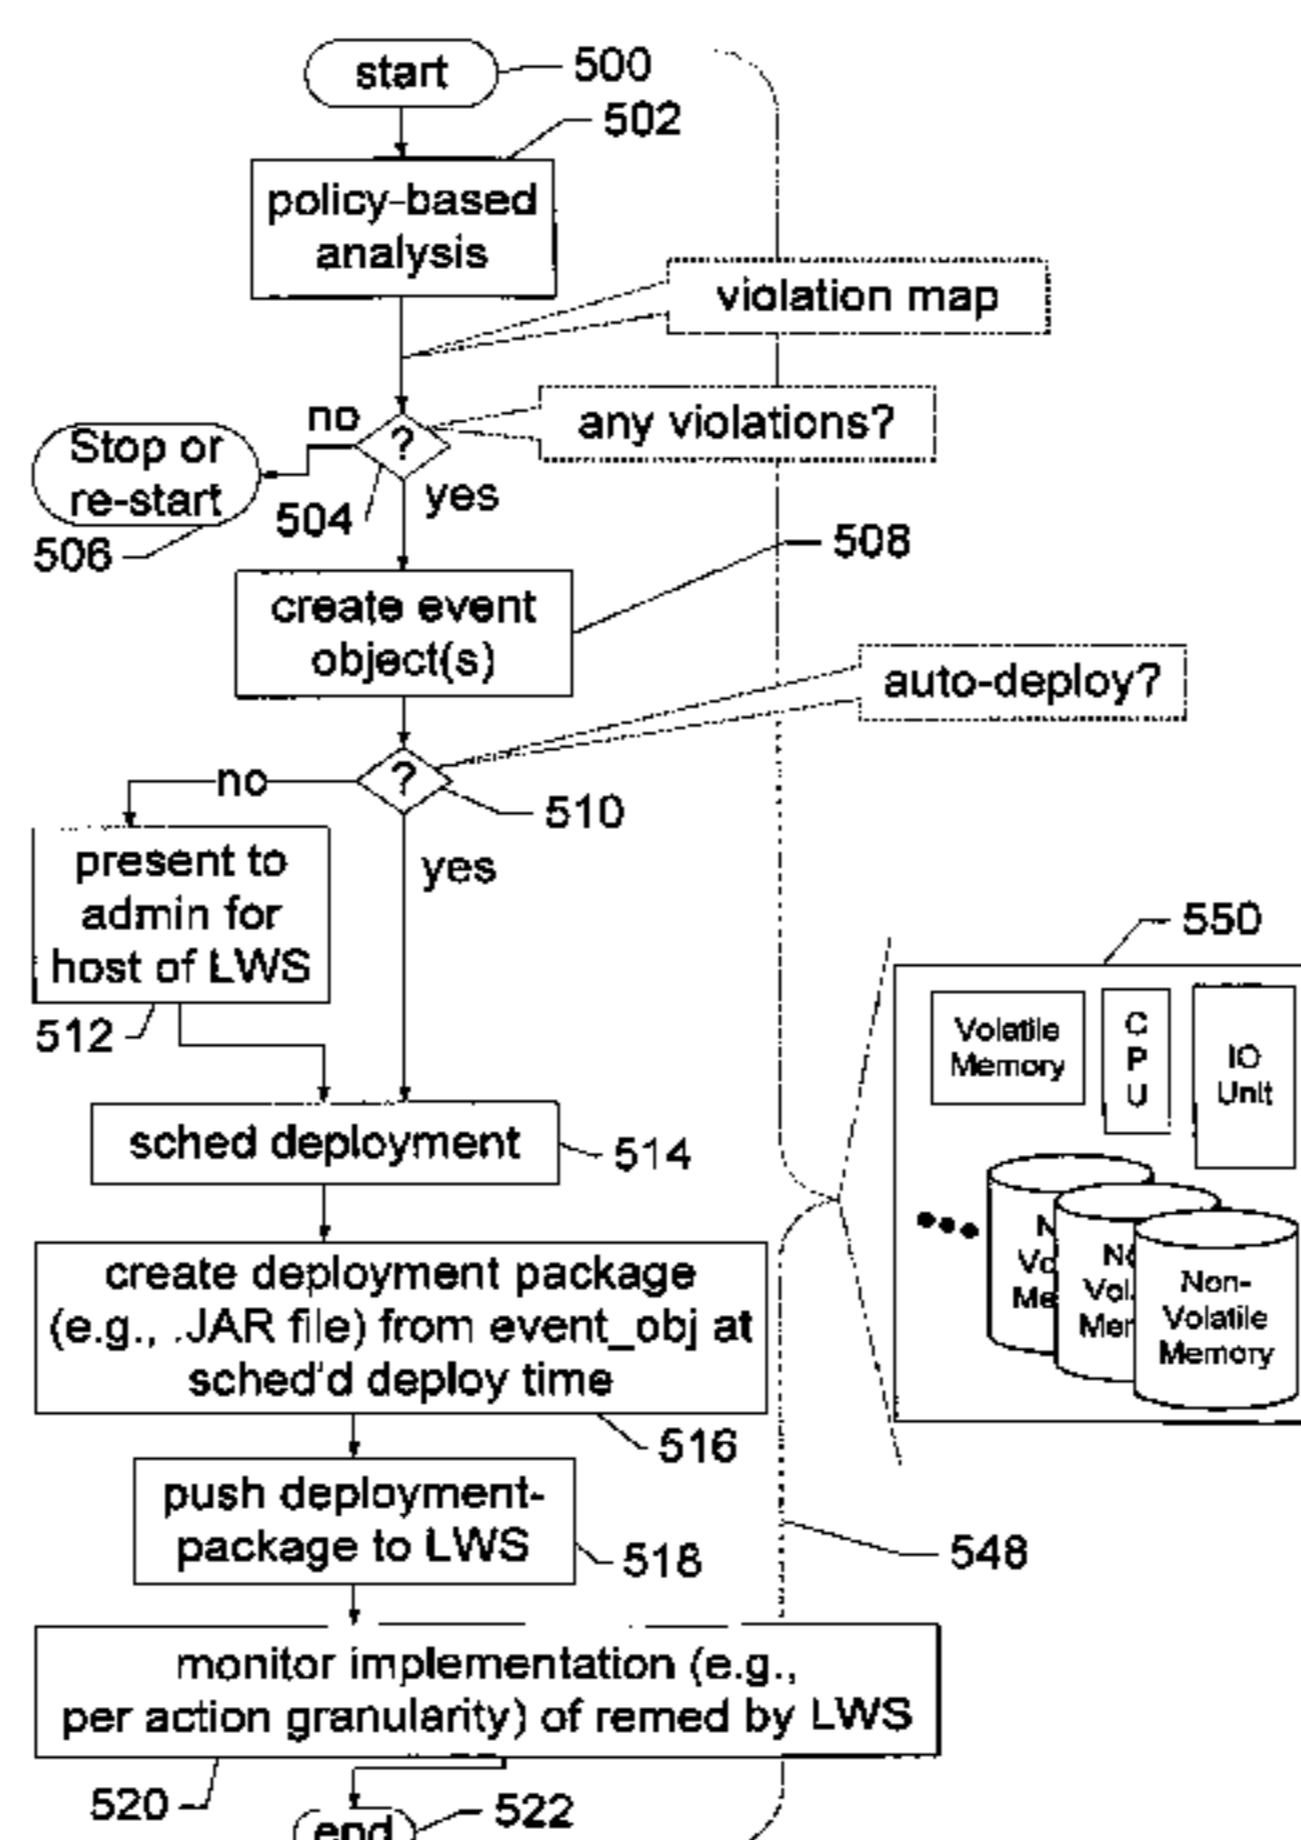 start
500
502
policy-based
analysis
violation map
any violations?
no
?
Stop or
re-start
504
yes
506
508
create event
object(s)
auto-deploy?
no
?
510
yes
present to
admin for
host of LWS
512
550
Volatile
Memory
C
P
U
IO
Unit
sched deployment
514
Non-
Volatile
Memory
create deployment package
(e.g., .JAR file) from event_obj at
sched'd deploy time
516
push deployment-
package to LWS
518
548
monitor implementation (e.g.,
per action granularity) of remed by LWS
520
522
end